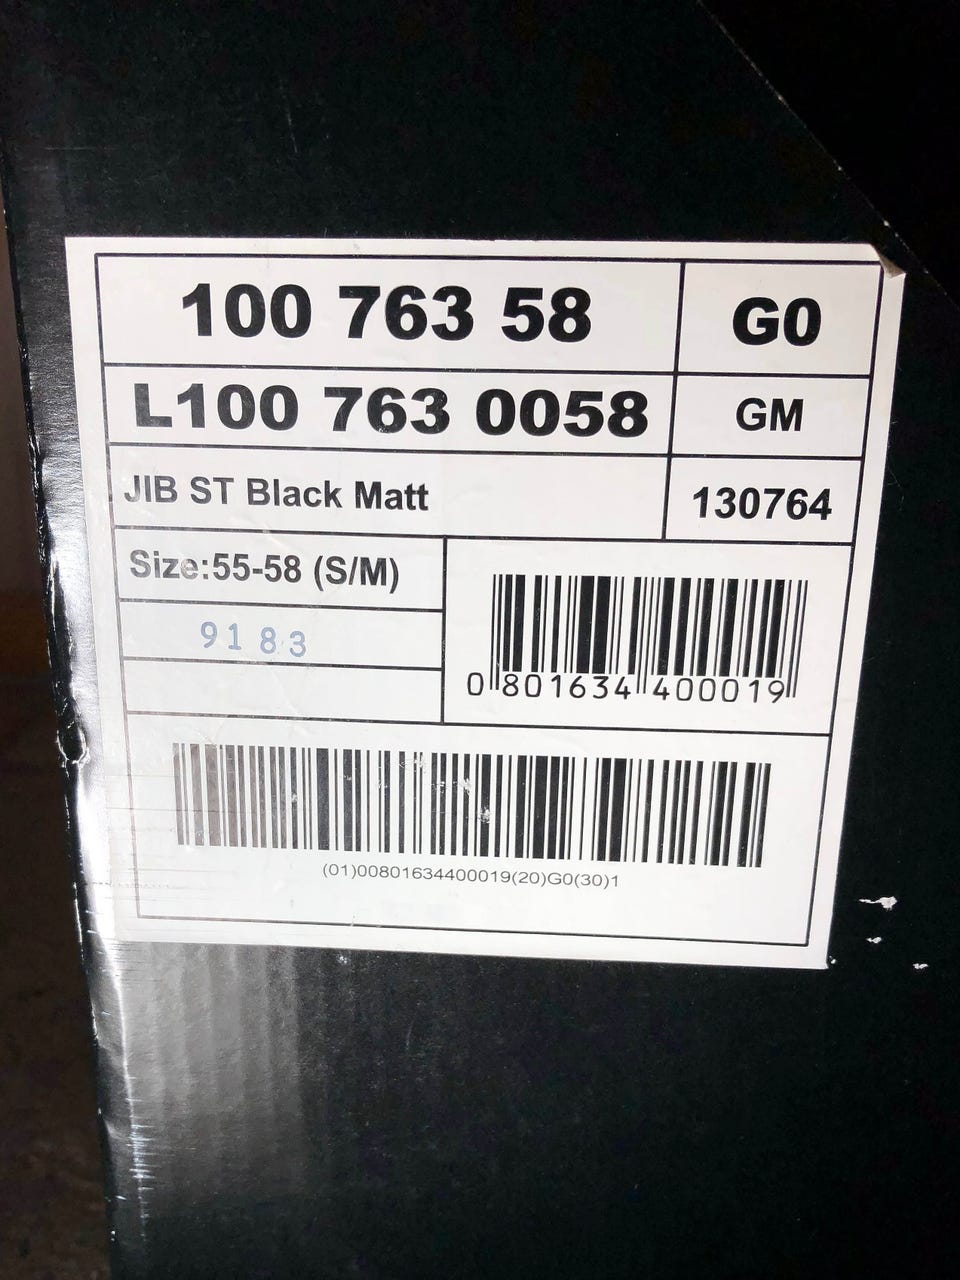 100 763 58
G0
L100 763 0058
GM
JIB ST Black Matt
130764
Size:55-58 (S/M)
9183
0 801634 400019
(01)00801634400019(20)G0(30)1